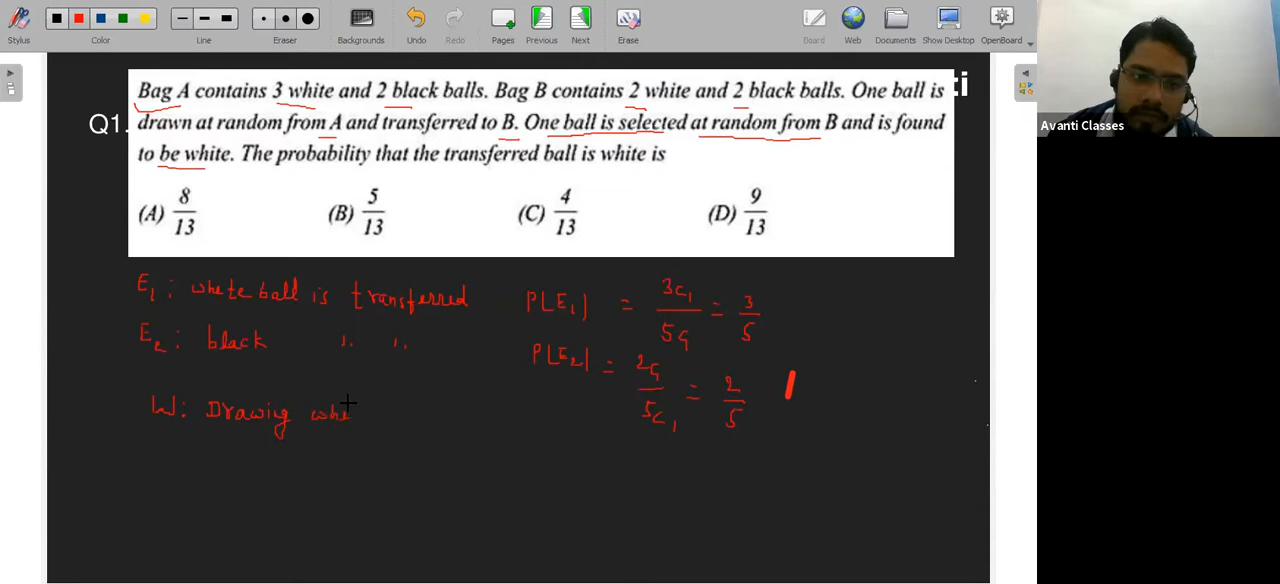 Stylus Color Line Eraser Backgrounds Undo Redo Pages Previous Next Erase Board Web Documents Show Desktop OpenBoard
ti
Q1.
Bag A contains 3 white and 2 black balls. Bag B contains 2 white and 2 black balls. One ball is
drawn at random from A and transferred to B. One ball is selected at random from B and is found
to be white. The probability that the transferred ball is white is
(A) 8/13 (B) 5/13 (C) 4/13 (D) 9/13
E₁ : white ball is transferred P(E₁) = 3C₁/5C₁ = 3/5
E₂ : black ,, ,, P(E₂) = 2C₁/5C₁ = 2/5
W: Drawing whi
Avanti Classes